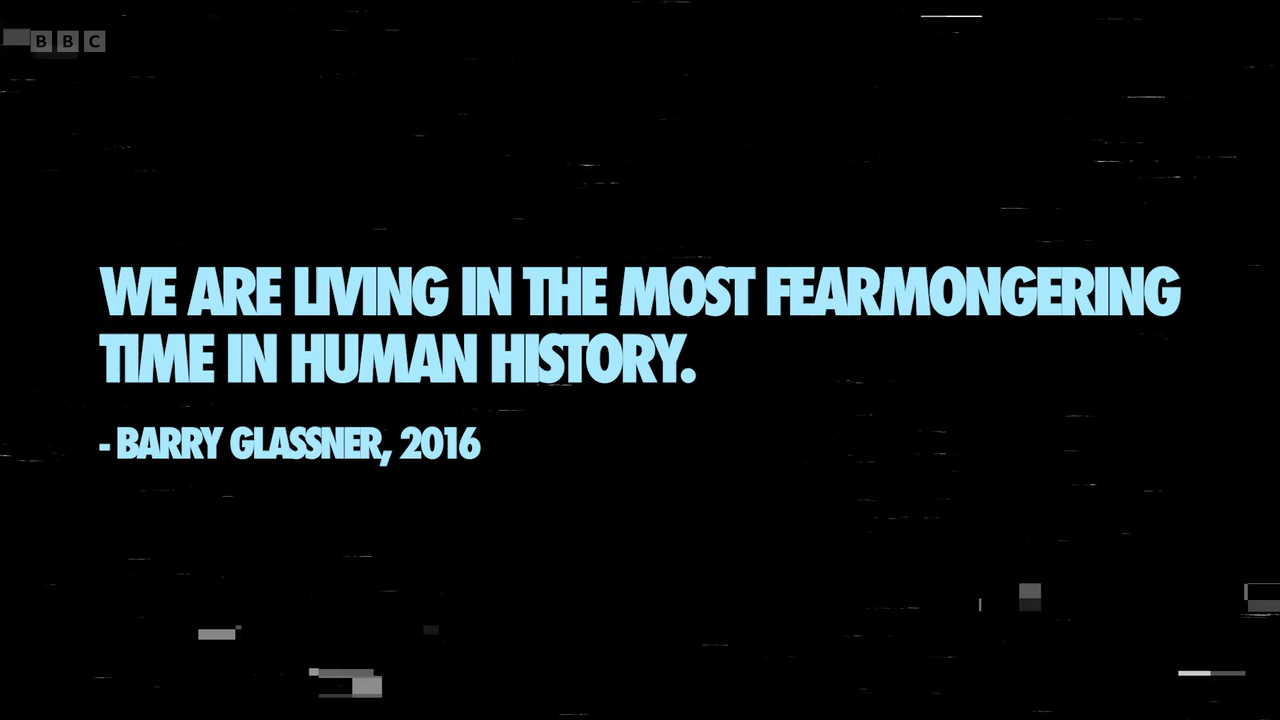 BBC
WE ARE LIVING IN THE MOST FEARMONGERING
TIME IN HUMAN HISTORY.
- BARRY GLASSNER, 2016